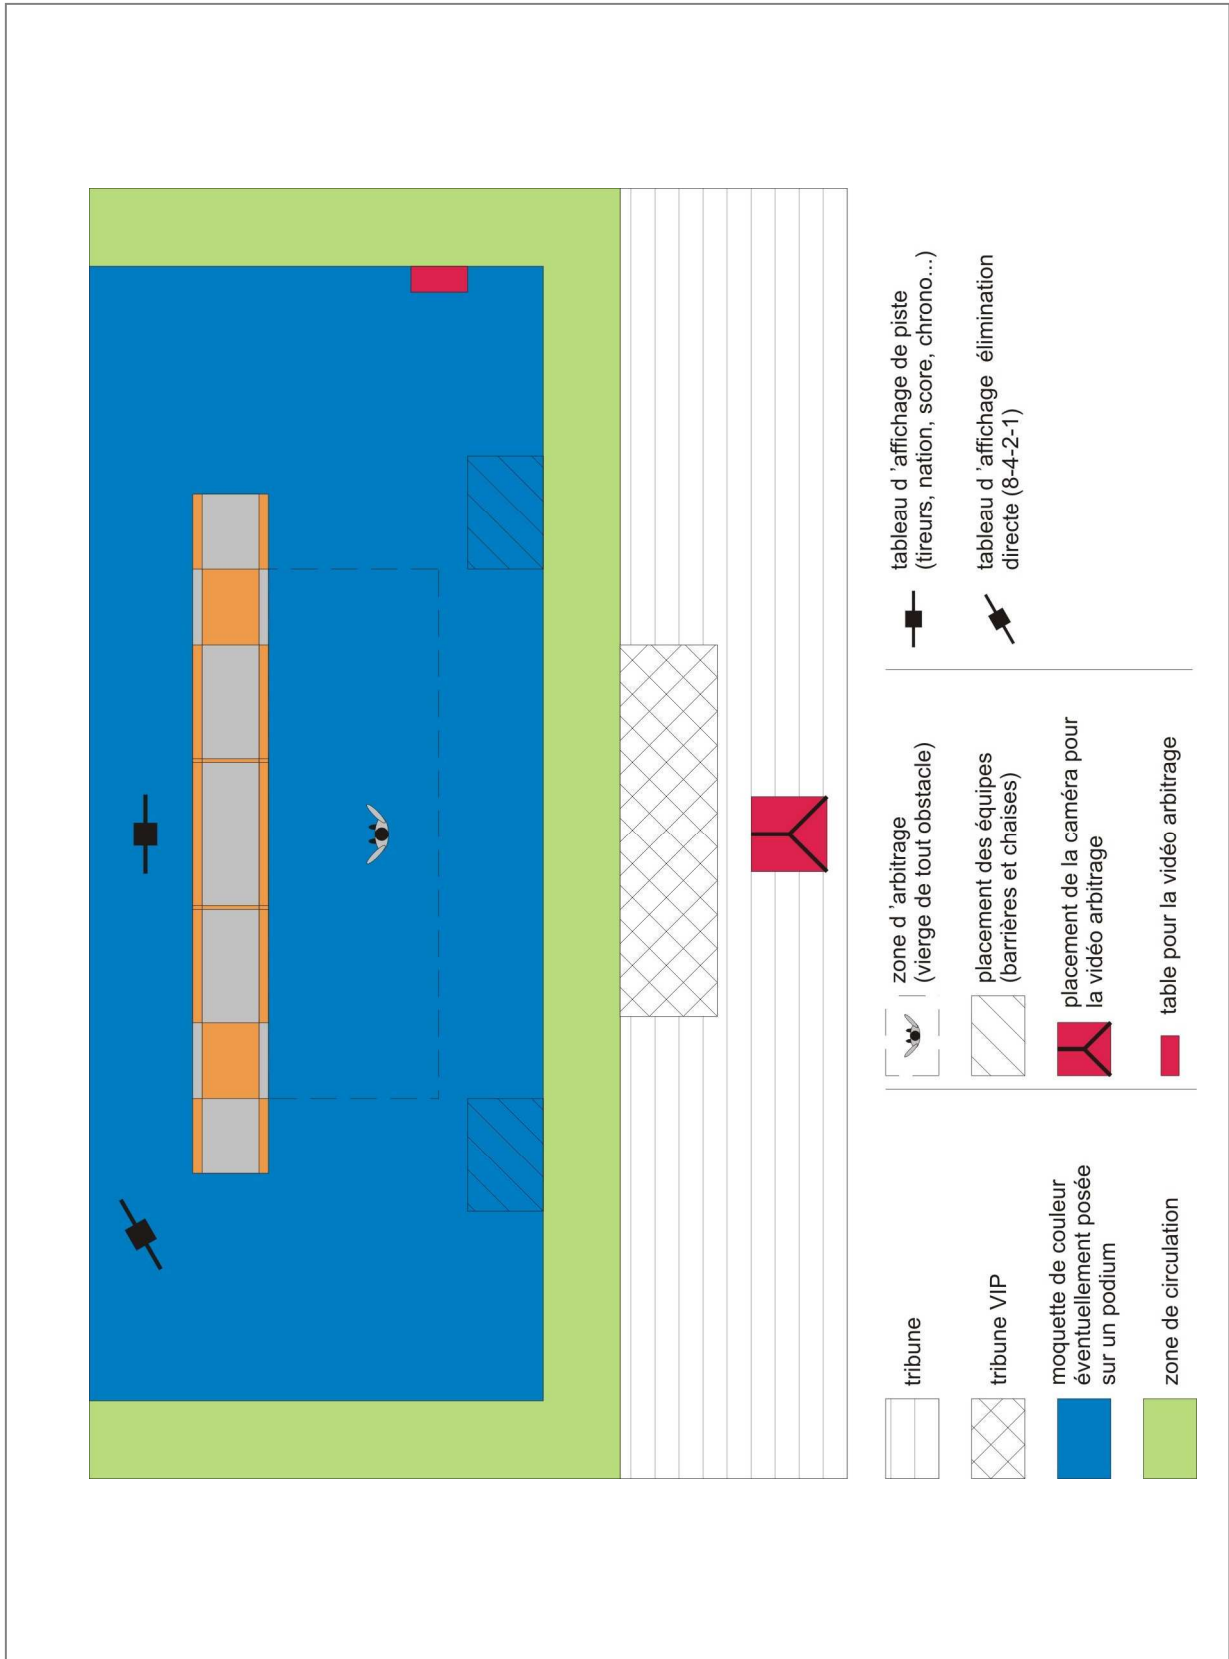 tribune
tribune VIP
moquette de couleur
éventuellement posée
sur un podium
zone de circulation
zone d 'arbitrage
(vierge de tout obstacle)
placement des équipes
(barrières et chaises)
placement de la caméra pour
la vidéo arbitrage
table pour la vidéo arbitrage
tableau d 'affichage de piste
(tireurs, nation, score, chrono...)
tableau d 'affichage élimination
directe (8-4-2-1)